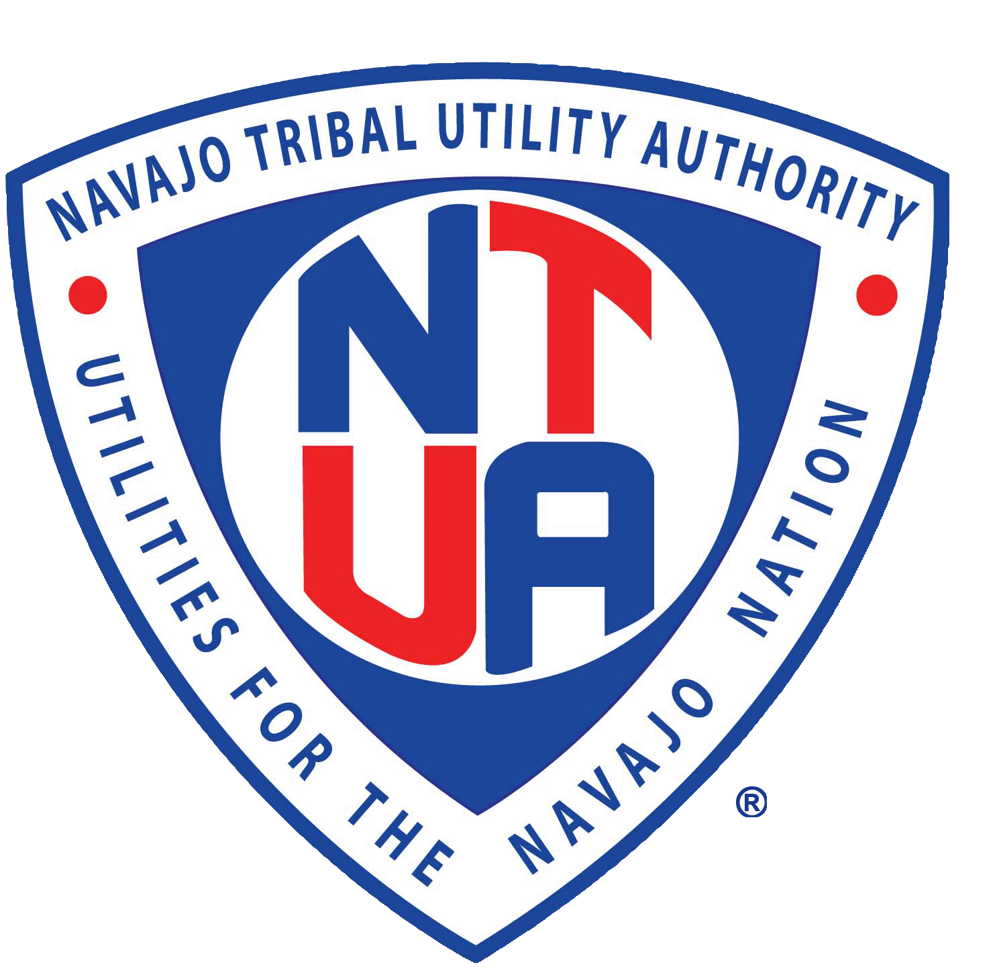 NAVAJO TRIBAL UTILITY AUTHORITY
NT
UA
UTILITIES FOR THE NAVAJO NATION
®